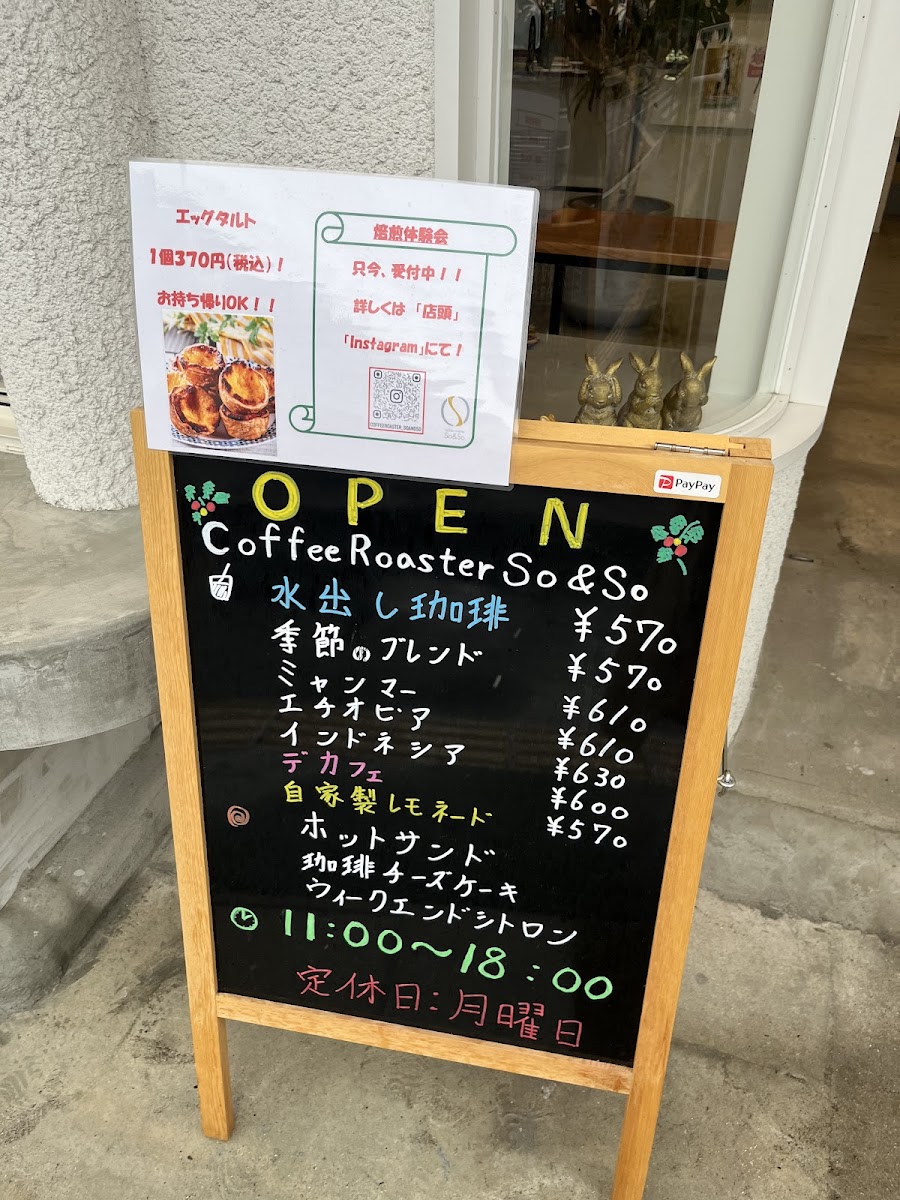 エッグタルト
1個370円(税込)！
お持ち帰りOK！！
焙煎体験会
只今、受付中！！
詳しくは「店頭」
「Instagram」にて！
So&So
PayPay
OPEN
Coffee Roaster So & So
水出し珈琲 ¥570
季節のブレンド ¥570
ミャンマー ¥610
エチオピア ¥610
インドネシア ¥630
デカフェ ¥600
自家製レモネード ¥570
ホットサンド
珈琲チーズケーキ
ウィークエンドシトロン
11:00～18:00
定休日:月曜日